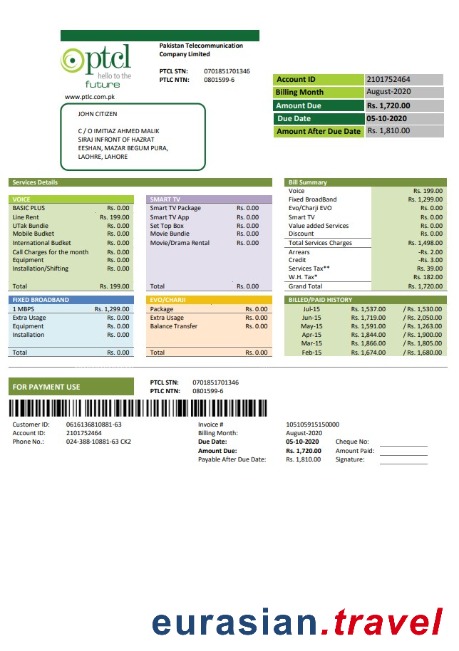 ptcl
hello to the
future
www.ptlc.com.pk
Pakistan Telecommunication
Company Limited
PTCL STN: 0701851701346
PTLC NTN: 0801599-6
Account ID 2101752464
Billing Month August-2020
Amount Due Rs. 1,720.00
Due Date 05-10-2020
Amount After Due Date Rs. 1,810.00
JOHN CITIZEN
C / O IMITIAZ AHMED MALIK
SIRAJ INFRONT OF HAZRAT
EESHAN, MAZAR BEGUM PURA,
LAOHRE, LAHORE
Services Details
VOICE
BASIC PLUS Rs. 0.00
Line Rent Rs. 199.00
UTak Bundle Rs. 0.00
Mobile Budket Rs. 0.00
International Budket Rs. 0.00
Call Charges for the month Rs. 0.00
Equipment Rs. 0.00
Installation/Shifting Rs. 0.00
Total Rs. 199.00
SMART TV
Smart TV Package Rs. 0.00
Smart TV App Rs. 0.00
Set Top Box Rs. 0.00
Movie Bundle Rs. 0.00
Movie/Drama Rental Rs. 0.00
Total Rs. 0.00
Bill Summary
Voice Rs. 199.00
Fixed BroadBand Rs. 1,299.00
Evo/Charji EVO Rs. 0.00
Smart TV Rs. 0.00
Value added Services Rs. 0.00
Discount Rs. 0.00
Total Services Charges Rs. 1,498.00
Arrears -Rs. 2.00
Credit -Rs. 3.00
Services Tax** Rs. 39.00
W.H. Tax* Rs. 182.00
Grand Total Rs. 1,720.00
FIXED BROADBAND
1 MBPS Rs. 1,299.00
Extra Usage Rs. 0.00
Equipment Rs. 0.00
Installation Rs. 0.00
Total Rs. 0.00
EVO/CHARJI
Package Rs. 0.00
Extra Usage Rs. 0.00
Balance Transfer Rs. 0.00
Total Rs. 0.00
BILLED/PAID HISTORY
Jul-15 Rs. 1,537.00 / Rs. 1,530.00
Jun-15 Rs. 1,719.00 / Rs. 2,050.00
May-15 Rs. 1,591.00 / Rs. 1,263.00
Apr-15 Rs. 1,844.00 / Rs. 1,900.00
Mar-15 Rs. 1,866.00 / Rs. 1,805.00
Feb-15 Rs. 1,674.00 / Rs. 1,680.00
FOR PAYMENT USE
PTCL STN: 0701851701346
PTLC NTN: 0801599-6
Customer ID: 0616136810881-63
Account ID: 2101752464
Phone No.: 024-388-10881-63 CK2
Invoice # 105105915150000
Billing Month: August-2020
Due Date: 05-10-2020 Cheque No:
Amount Due: Rs. 1,720.00 Amount Paid:
Payable After Due Date: Rs. 1,810.00 Signature:
eurasian.travel